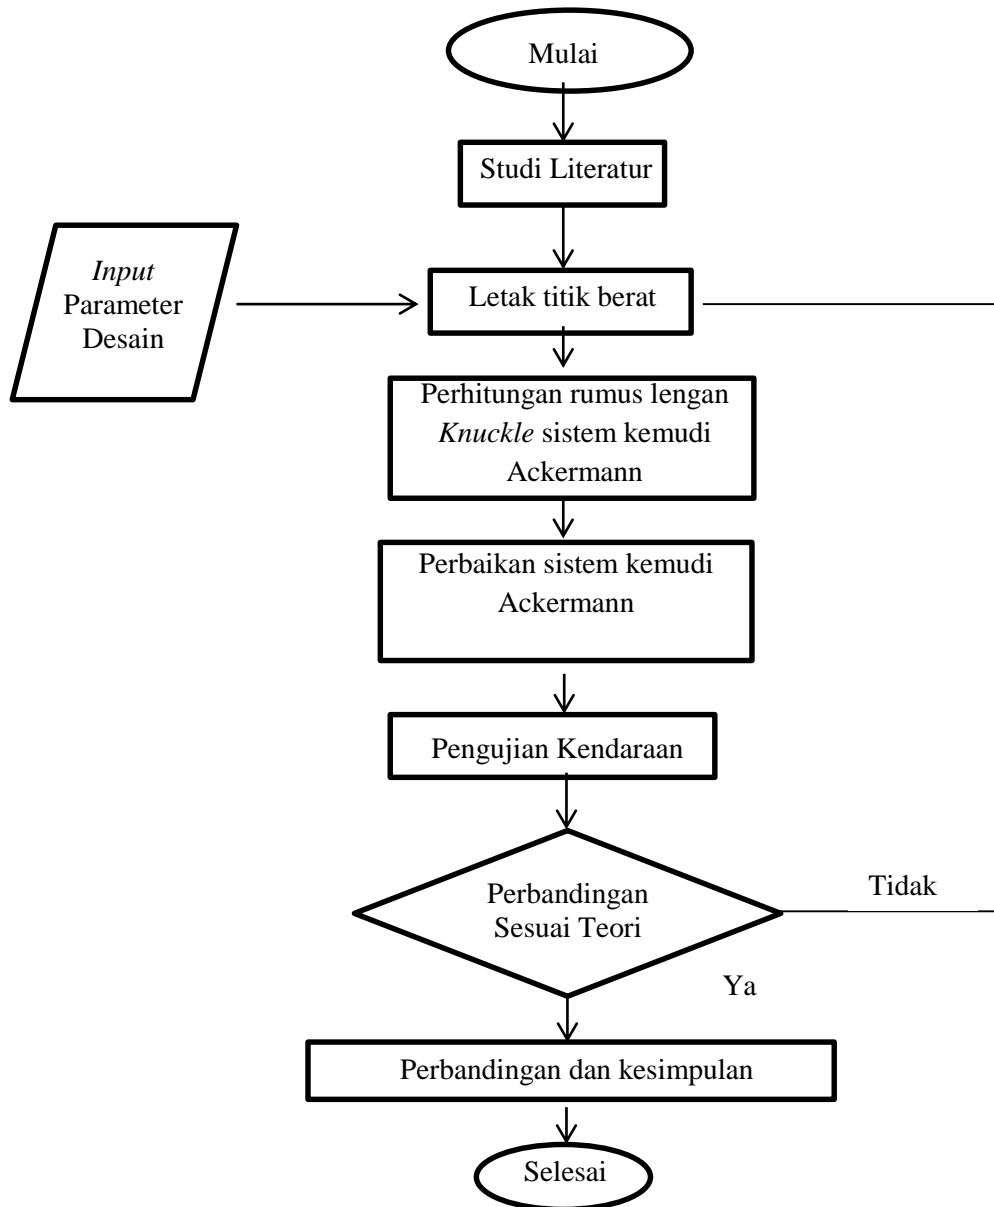 Mulai
Studi Literatur
Input
Parameter
Desain
Letak titik berat
Perhitungan rumus lengan
Knuckle sistem kemudi
Ackermann
Perbaikan sistem kemudi
Ackermann
Pengujian Kendaraan
Perbandingan
Sesuai Teori
Tidak
Ya
Perbandingan dan kesimpulan
Selesai